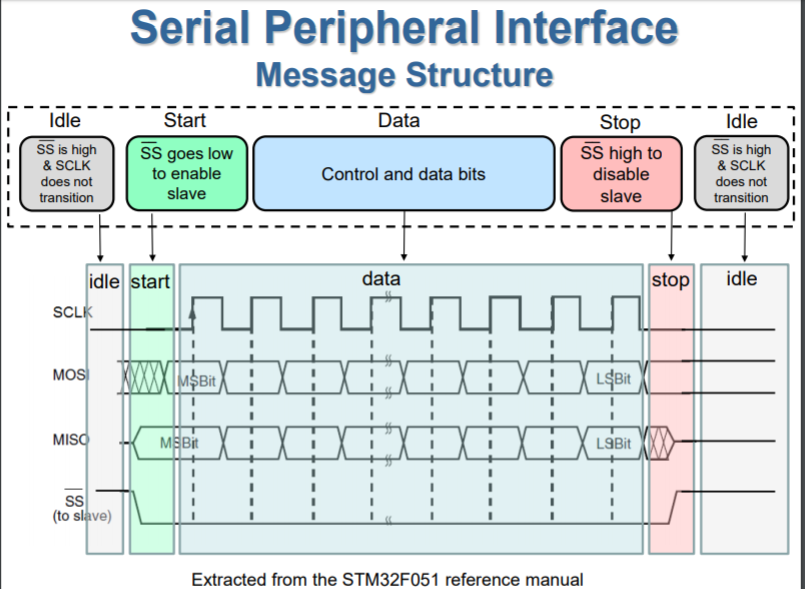 Serial Peripheral Interface
Message Structure
Idle
Start
Data
Stop
Idle
SS is high
& SCLK
does not
transition
SS goes low
to enable
slave
Control and data bits
SS high to
disable
slave
SS is high
& SCLK
does not
transition
idle
start
data
stop
idle
SCLK
MOSI
MSBit
LSBit
MISO
MSBit
LSBit
SS
(to slave)
Extracted from the STM32F051 reference manual